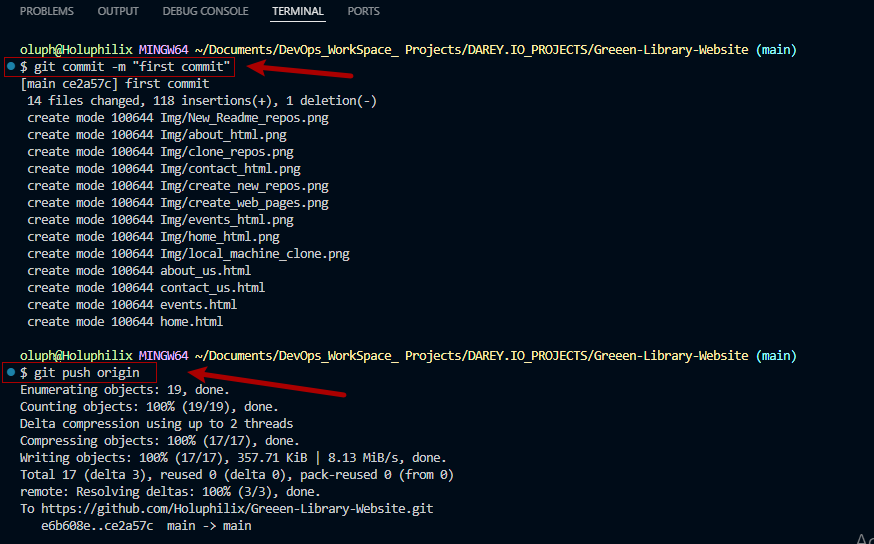 PROBLEMS OUTPUT DEBUG CONSOLE TERMINAL PORTS
oluph@Holuphilix MINGW64 ~/Documents/DevOps_WorkSpace_ Projects/DAREY.IO_PROJECTS/Greeen-Library-Website (main)
$ git commit -m "first commit"
[main ce2a57c] first commit
14 files changed, 118 insertions(+), 1 deletion(-)
create mode 100644 Img/New_Readme_repos.png
create mode 100644 Img/about_html.png
create mode 100644 Img/clone_repos.png
create mode 100644 Img/contact_html.png
create mode 100644 Img/create_new_repos.png
create mode 100644 Img/create_web_pages.png
create mode 100644 Img/events_html.png
create mode 100644 Img/home_html.png
create mode 100644 Img/local_machine_clone.png
create mode 100644 about_us.html
create mode 100644 contact_us.html
create mode 100644 events.html
create mode 100644 home.html
oluph@Holuphilix MINGW64 ~/Documents/DevOps_WorkSpace_ Projects/DAREY.IO_PROJECTS/Greeen-Library-Website (main)
$ git push origin
Enumerating objects: 19, done.
Counting objects: 100% (19/19), done.
Delta compression using up to 2 threads
Compressing objects: 100% (17/17), done.
Writing objects: 100% (17/17), 357.71 KiB | 8.13 MiB/s, done.
Total 17 (delta 3), reused 0 (delta 0), pack-reused 0 (from 0)
remote: Resolving deltas: 100% (3/3), done.
To https://github.com/Holuphilix/Greeen-Library-Website.git
e6b608e..ce2a57c main -> main